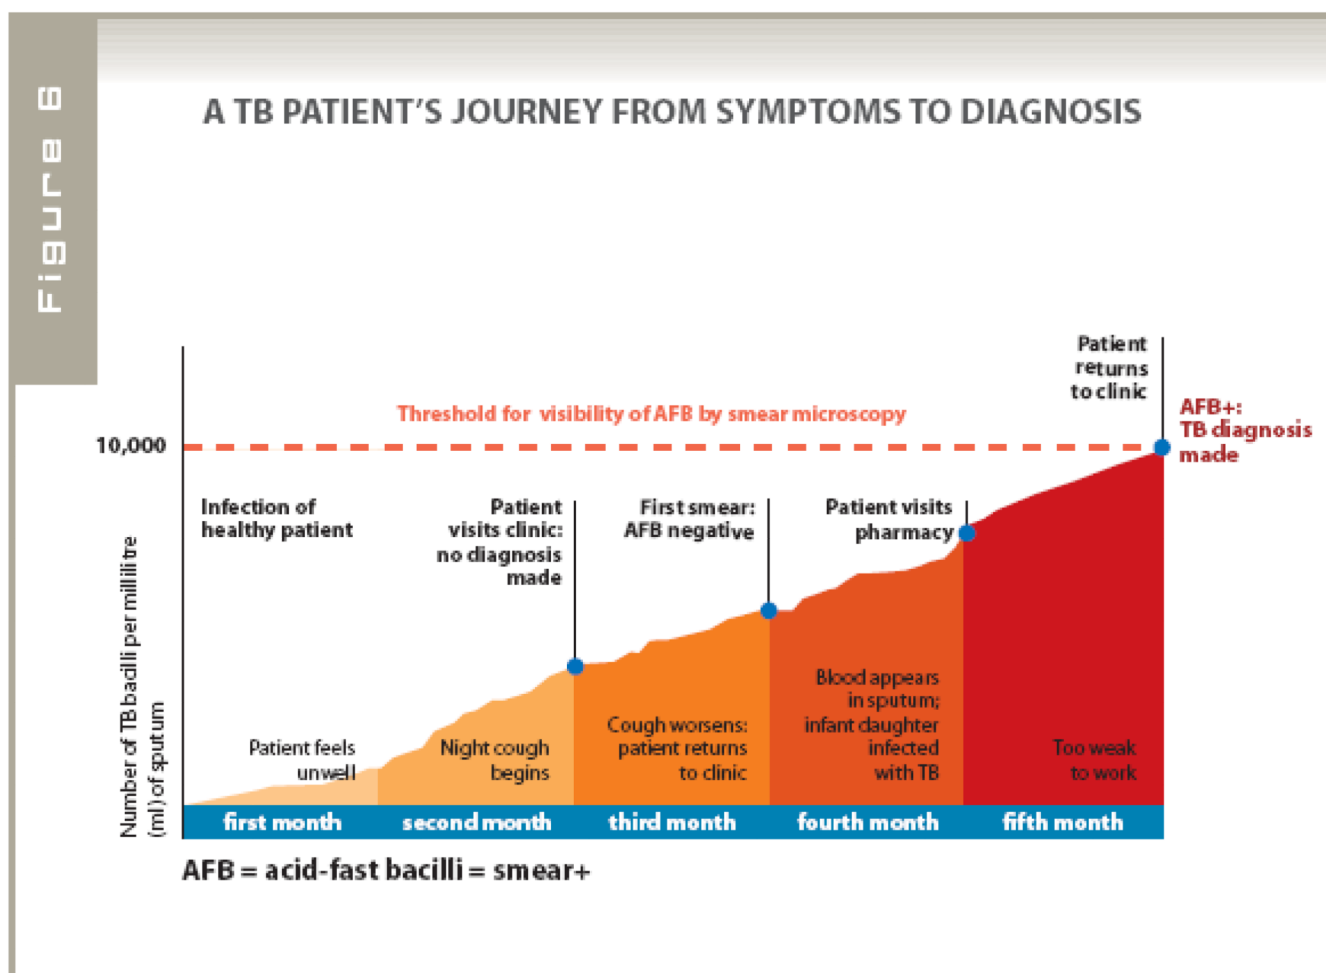 Figure 6
A TB PATIENT'S JOURNEY FROM SYMPTOMS TO DIAGNOSIS
Patient
returns
to clinic
Threshold for visibility of AFB by smear microscopy
AFB+:
TB diagnosis
made
10,000
Infection of
healthy patient
Patient
visits clinic:
no diagnosis
made
First smear:
AFB negative
Patient visits
pharmacy
Number of TB bacilli per millilitre
(ml) of sputum
Patient feels
unwell
Night cough
begins
Cough worsens:
patient returns
to clinic
Blood appears
in sputum;
infant daughter
infected
with TB
Too weak
to work
first month
second month
third month
fourth month
fifth month
AFB = acid-fast bacilli = smear+